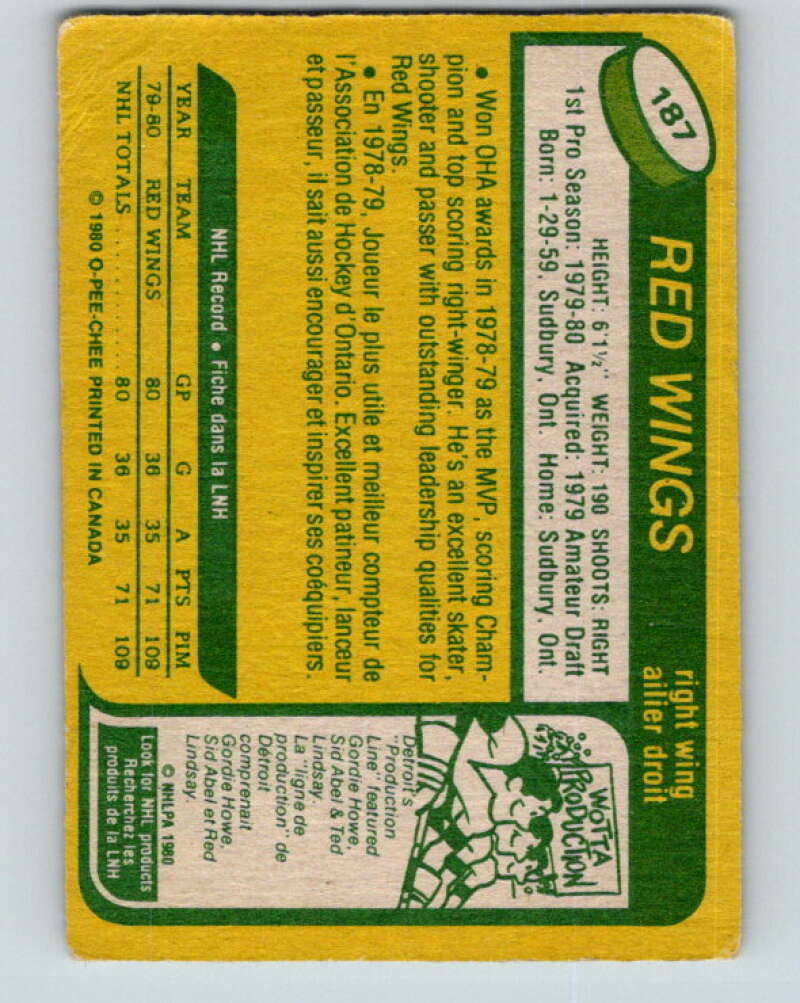 187
RED WINGS
right wing
ailier droit
HEIGHT: 6'1½" WEIGHT: 190 SHOOTS: RIGHT
1st Pro Season: 1979-80 Acquired: 1979 Amateur Draft
Born: 1-29-59, Sudbury, Ont. Home: Sudbury, Ont.
• Won OHA awards in 1978-79 as the MVP, scoring Cham-
pion and top scoring right-winger. He's an excellent skater,
shooter and passer with outstanding leadership qualities for
Red Wings.
• En 1978-79, Joueur le plus utile et meilleur compteur de
l'Association de Hockey d'Ontario. Excellent patineur, lanceur
et passeur, il sait aussi encourager et inspirer ses coéquipiers.
NHL Record • Fiche dans la LNH
YEAR TEAM GP G A PTS PIM
79-80 RED WINGS 80 36 35 71 109
NHL TOTALS .......... 80 36 35 71 109
© 1980 O-PEE-CHEE PRINTED IN CANADA
WOTTA
PRODUCTION
Detroit's
"Production
Line" featured
Gordie Howe,
Sid Abel & Ted
Lindsay.
La "ligne de
production" de
Détroit
comprenait
Gordie Howe,
Sid Abel et Red
Lindsay.
© NHLPA 1980
Look for NHL products
Recherchez les
produits de la LNH